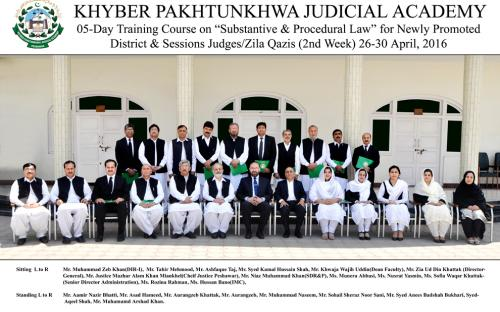 KHYBER PAKHTUNKHWA JUDICIAL ACADEMY
05-Day Training Course on “Substantive & Procedural Law” for Newly Promoted
District & Sessions Judges/Zila Qazis (2nd Week) 26-30 April, 2016
Sitting L to R Mr. Muhammad Zeb Khan(DIR-I), Mr. Tahir Mehmood, Mr. Ashfaque Taj, Mr. Syed Kamal Hussain Shah, Mr. Khwaja Wajih Uddin(Dean Faculty), Mr. Zia Ud Din Khattak (Director-
General), Mr. Justice Mazhar Alam Khan Miankhel(Cheif Justice Peshawar), Mr. Niaz Muhammad Khan(SDR&P), Ms. Munera Abbasi, Ms. Nusrat Yasmin, Ms. Sofia Waqar Khattak-
(Senior Director Administration), Ms. Rozina Rahman, Ms. Hussan Bano(IMC),
Standing L to R Mr. Aamir Nazir Bhatti, Mr. Asad Hameed, Mr. Aurangzeb Khattak, Mr. Aurangzeb, Mr. Muhammad Naseem, Mr. Sohail Sheraz Noor Sani, Mr. Syed Anees Badshah Bukhari, Syed-
Aqeel Shah, Mr. Muhamumd Arshad Khan.